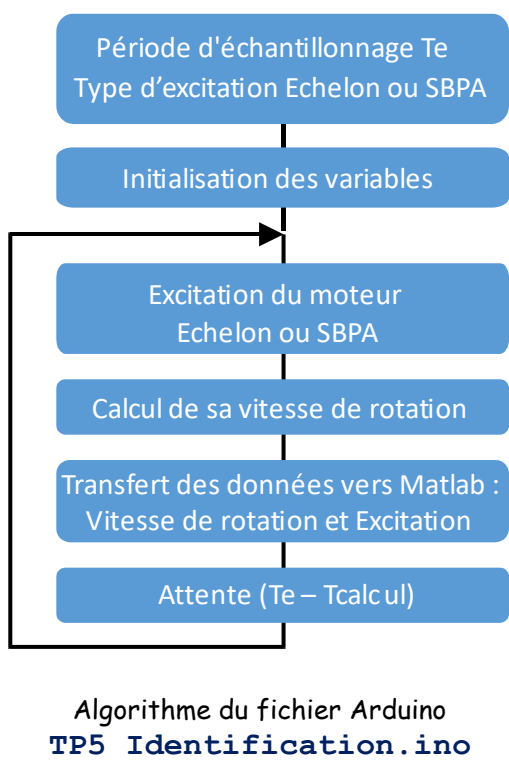 Période d'échantillonnage Te
Type d’excitation Echelon ou SBPA
Initialisation des variables
Excitation du moteur
Echelon ou SBPA
Calcul de sa vitesse de rotation
Transfert des données vers Matlab :
Vitesse de rotation et Excitation
Attente (Te – Tcalcul)
Algorithme du fichier Arduino
TP5 Identification.ino